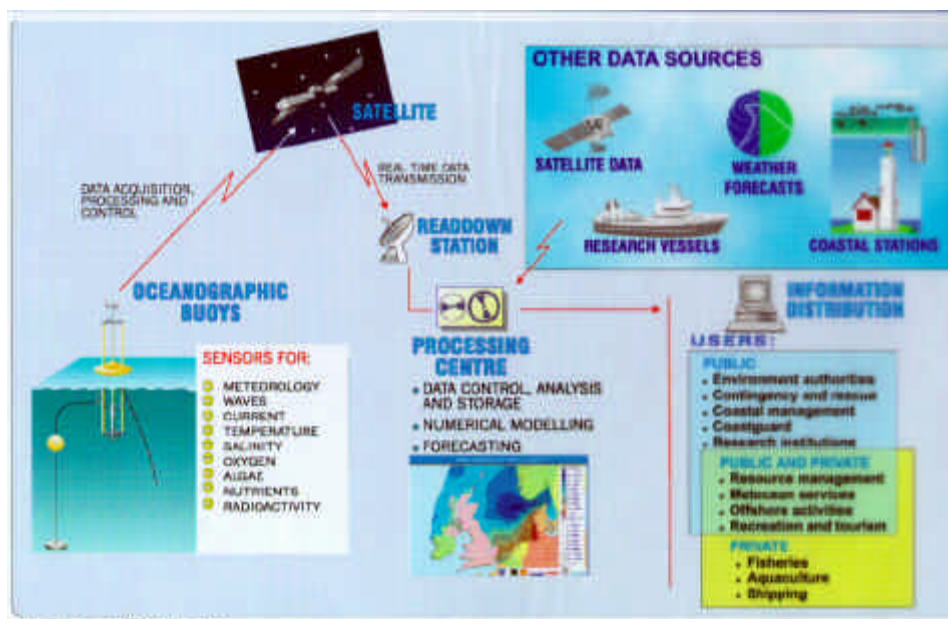 SATELLITE
DATA ACQUISITION,
PROCESSING AND
CONTROL
REAL TIME DATA
TRANSMISSION
READDOWN
STATION
OTHER DATA SOURCES
SATELLITE DATA
WEATHER
FORECASTS
RESEARCH VESSELS
COASTAL STATIONS
OCEANOGRAPHIC
BUOYS
SENSORS FOR:
METEOROLOGY
WAVES
CURRENT
TEMPERATURE
SALINITY
OXYGEN
ALGAE
NUTRIENTS
RADIOACTIVITY
PROCESSING
CENTRE
• DATA CONTROL, ANALYSIS
AND STORAGE
• NUMERICAL MODELLING
• FORECASTING
INFORMATION
DISTRIBUTION
USERS:
PUBLIC
• Environment authorities
• Contingency and rescue
• Coastal management
• Coastguard
• Research institutions
PUBLIC AND PRIVATE
• Resource management
• Metocean services
• Offshore activities
• Recreation and tourism
PRIVATE
• Fisheries
• Aquaculture
• Shipping